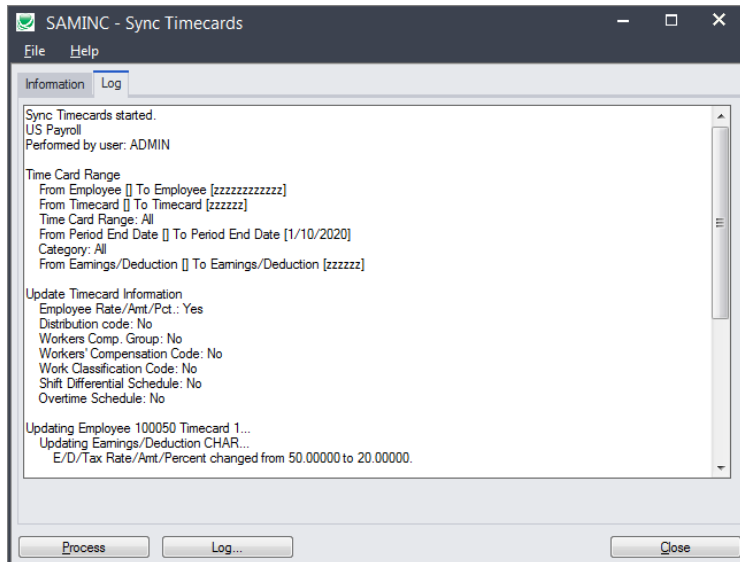 SAMINC - Sync Timecards
File Help
Information Log
Sync Timecards started.
US Payroll
Performed by user: ADMIN
Time Card Range
From Employee [] To Employee [zzzzzzzzzzzz]
From Timecard [] To Timecard [zzzzzz]
Time Card Range: All
From Period End Date [] To Period End Date [1/10/2020]
Category: All
From Earnings/Deduction [] To Earnings/Deduction [zzzzzz]
Update Timecard Information
Employee Rate/Amt/Pct.: Yes
Distribution code: No
Workers Comp. Group: No
Workers' Compensation Code: No
Work Classification Code: No
Shift Differential Schedule: No
Overtime Schedule: No
Updating Employee 100050 Timecard 1...
Updating Earnings/Deduction CHAR...
E/D/Tax Rate/Amt/Percent changed from 50.00000 to 20.00000.
Process Log... Close